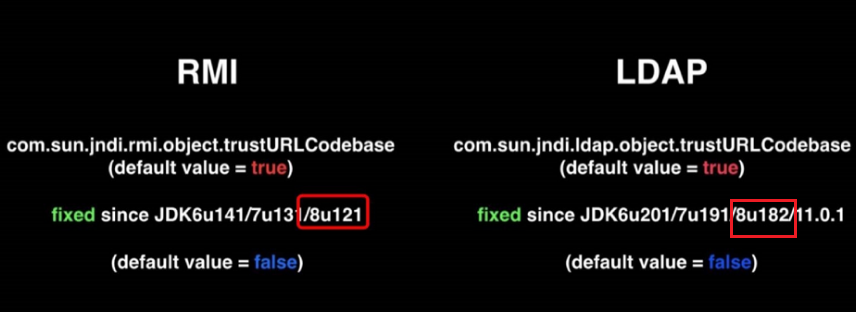 RMI
com.sun.jndi.rmi.object.trustURLCodebase
(default value = true)
fixed since JDK6u141/7u131/8u121
(default value = false)
LDAP
com.sun.jndi.ldap.object.trustURLCodebase
(default value = true)
fixed since JDK6u201/7u191/8u182/11.0.1
(default value = false)